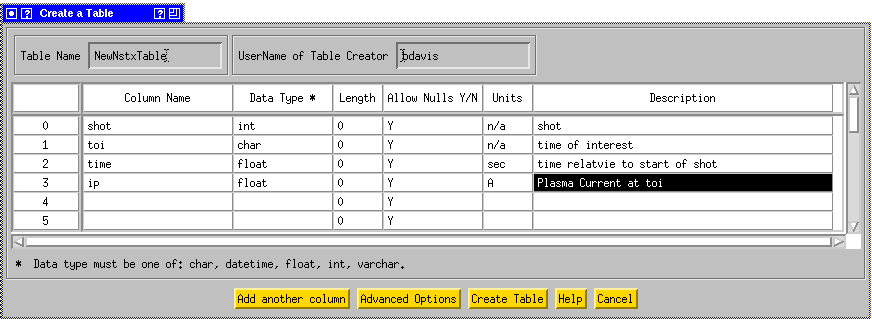 Create a Table
Table Name NewNstxTable UserName of Table Creator bdavis
Column Name Data Type * Length Allow Nulls Y/N Units Description
0 shot int 0 Y n/a shot
1 toi char 0 Y n/a time of interest
2 time float 0 Y sec time relatvie to start of shot
3 ip float 0 Y A Plasma Current at toi
4 0 Y
5 0 Y
* Data type must be one of: char, datetime, float, int, varchar.
Add another column Advanced Options Create Table Help Cancel